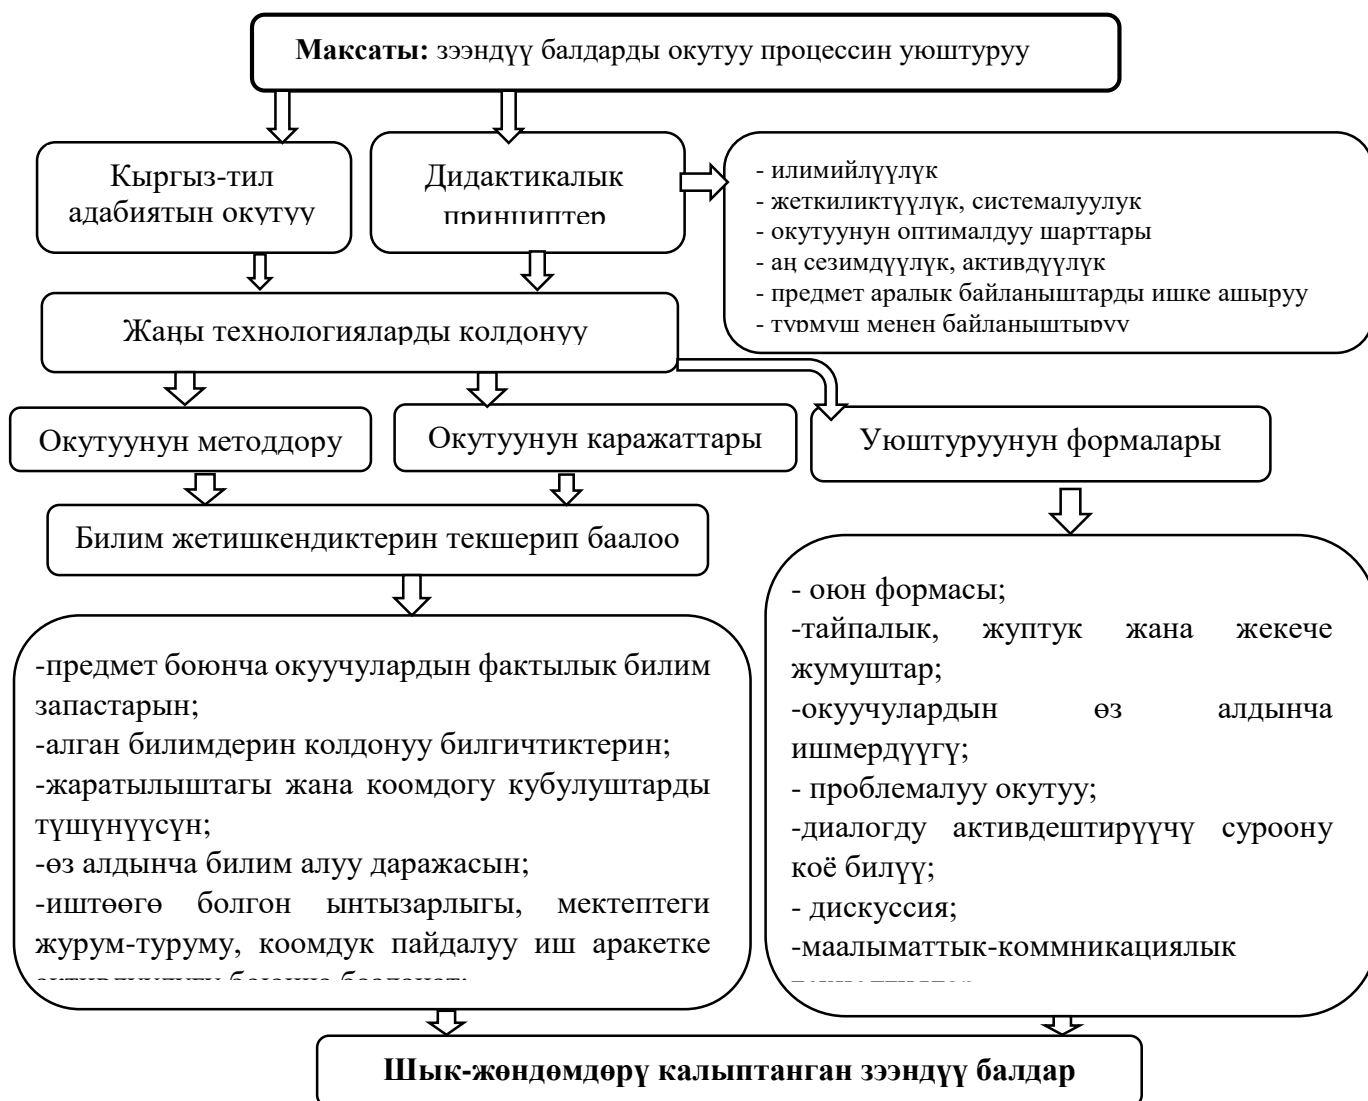 Максаты: зээндүү балдарды окутуу процессин уюштуруу
Кыргыз-тил
адабиятын окутуу
Дидактикалык
принциптер
- илимийлүүлүк
- жеткиликтүүлүк, системалуулук
- окутуунун оптималдуу шарттары
- аң сезимдүүлүк, активдүүлүк
- предмет аралык байланыштарды ишке ашыруу
- турмуш менен байланыштыруу
Жаңы технологияларды колдонуу
Окутуунун методдору
Окутуунун каражаттары
Уюштуруунун формалары
Билим жетишкендиктерин текшерип баалоо
-предмет боюнча окуучулардын фактылык билим
запастарын;
-алган билимдерин колдонуу билгичтиктерин;
-жаратылыштагы жана коомдогу кубулуштарды
түшүнүүсүн;
-өз алдынча билим алуу даражасын;
-иштөөгө болгон ынтызарлыгы, мектептеги
журум-туруму, коомдук пайдалуу иш аракетке
- оюн формасы;
-тайпалык, жуптук жана жекече
жумуштар;
-окуучулардын өз алдынча
ишмердүүгү;
- проблемалуу окутуу;
-диалогду активдештирүүчү суроону
коё билүү;
- дискуссия;
-маалыматтык-коммникациялык
Шык-жөндөмдөрү калыптанган зээндүү балдар